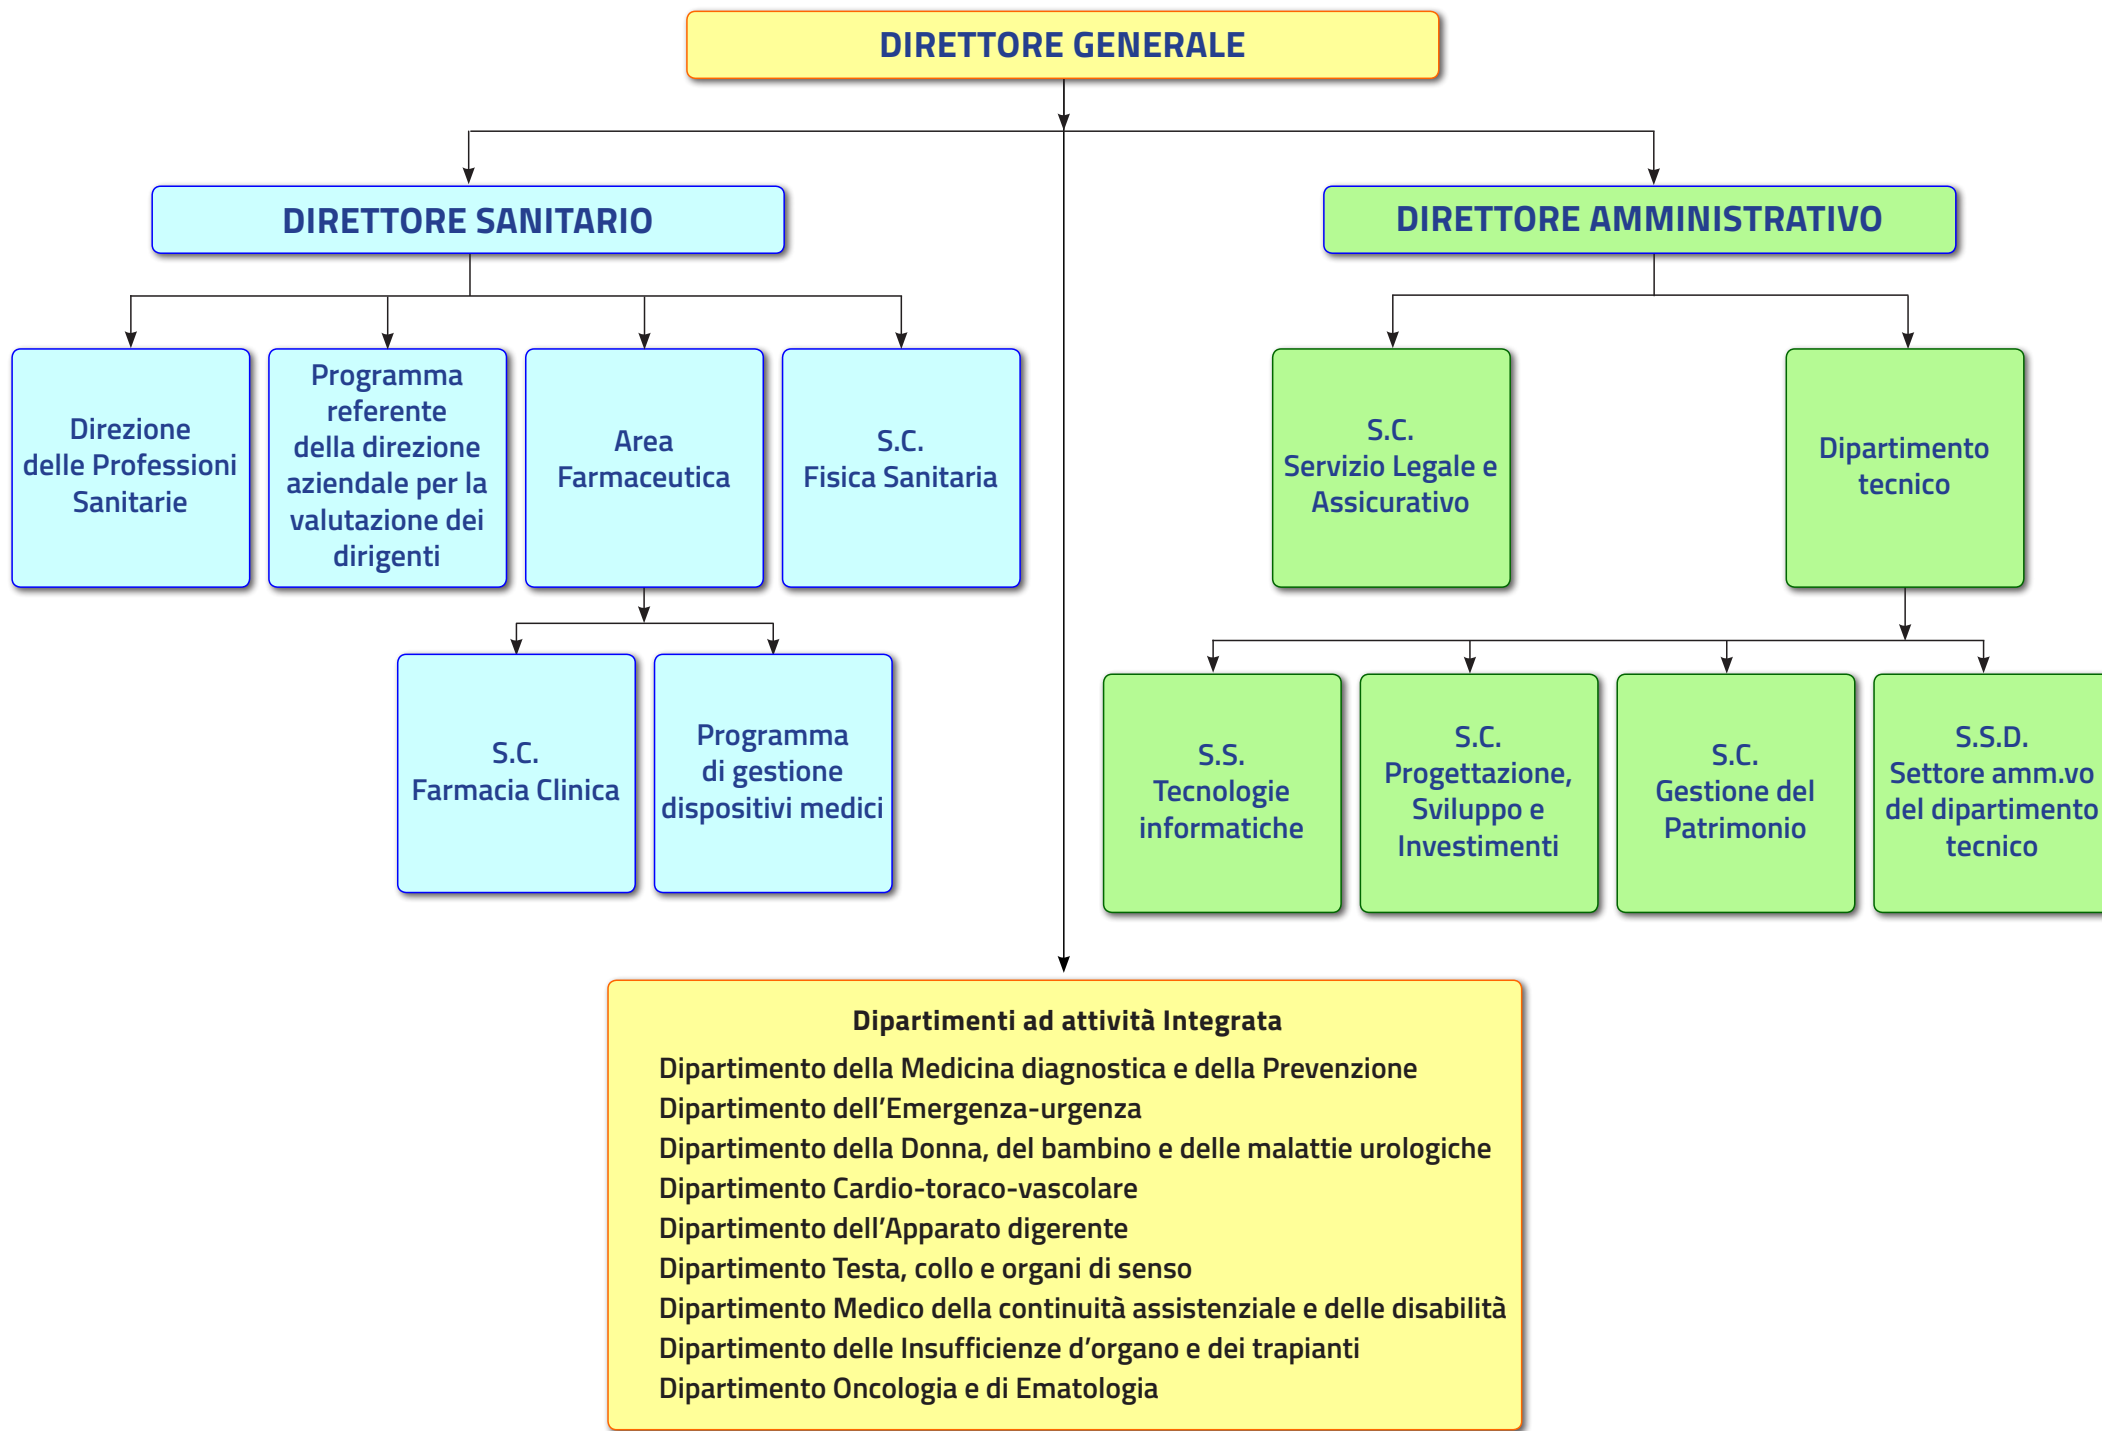 DIRETTORE GENERALE
DIRETTORE SANITARIO
DIRETTORE AMMINISTRATIVO
Direzione
delle Professioni
Sanitarie
Programma
referente
della direzione
aziendale per la
valutazione dei
dirigenti
Area
Farmaceutica
S.C.
Fisica Sanitaria
S.C.
Servizio Legale e
Assicurativo
Dipartimento
tecnico
S.C.
Farmacia Clinica
Programma
di gestione
dispositivi medici
S.S.
Tecnologie
informatiche
S.C.
Progettazione,
Sviluppo e
Investimenti
S.C.
Gestione del
Patrimonio
S.S.D.
Settore amm.vo
del dipartimento
tecnico
Dipartimenti ad attività Integrata
Dipartimento della Medicina diagnostica e della Prevenzione
Dipartimento dell’Emergenza-urgenza
Dipartimento della Donna, del bambino e delle malattie urologiche
Dipartimento Cardio-toraco-vascolare
Dipartimento dell’Apparato digerente
Dipartimento Testa, collo e organi di senso
Dipartimento Medico della continuità assistenziale e delle disabilità
Dipartimento delle Insufficienze d’organo e dei trapianti
Dipartimento Oncologia e di Ematologia